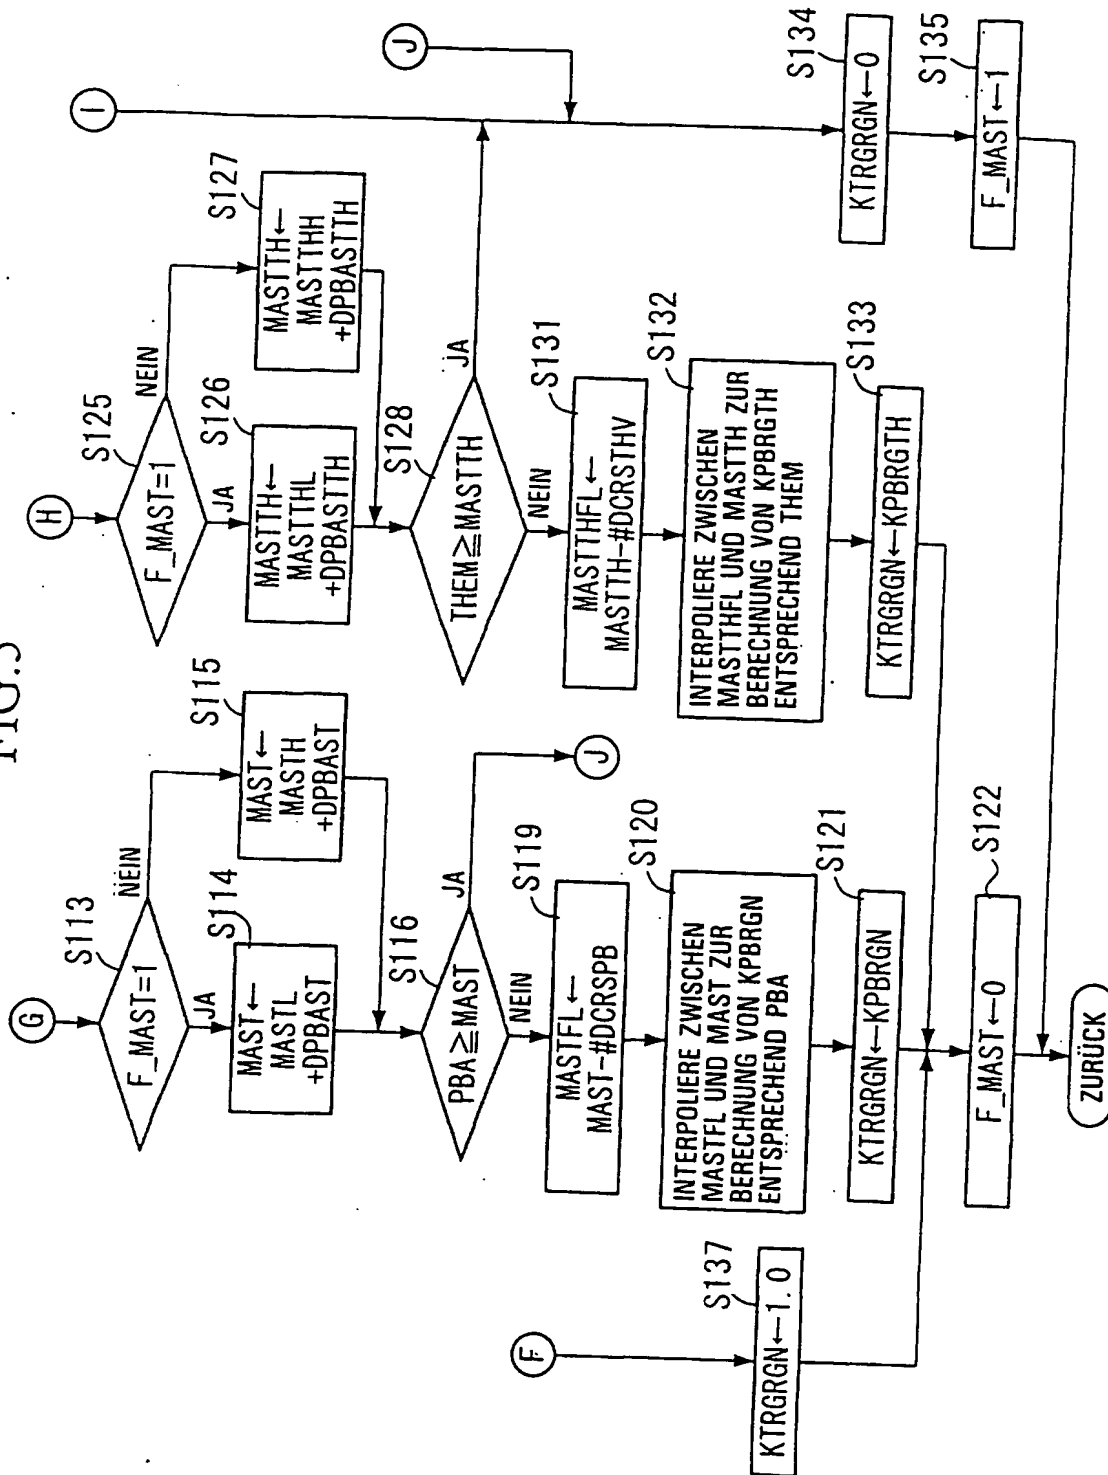 FIG.5
G
S113
F_MAST=1
NEIN
JA
S114
MAST←
MASTL
+DPBAST
S115
MAST←
MASTH
+DPBAST
S116
PBA≧MAST
JA
J
NEIN
S119
MASTFL←
MAST-#DCRSPB
S120
INTERPOLIERE ZWISCHEN
MASTFL UND MAST ZUR
BERECHNUNG VON KPBRGN
ENTSPRECHEND PBA
S121
KTRGRGN←KPBRGN
F
S137
KTRGRGN←1.0
S122
F_MAST←0
ZURÜCK
H
S125
F_MAST=1
NEIN
JA
S126
MASTTH←
MASTTHL
+DPBASTTH
S127
MASTTH←
MASTTHH
+DPBASTTH
S128
THEM≧MASTTH
JA
NEIN
S131
MASTTHFL←
MASTTH-#DCRSTHV
S132
INTERPOLIERE ZWISCHEN
MASTTHFL UND MASTTH ZUR
BERECHNUNG VON KPBRGTH
ENTSPRECHEND THEM
S133
KTRGRGN←KPBRGTH
I
J
S134
KTRGRGN←0
S135
F_MAST←1